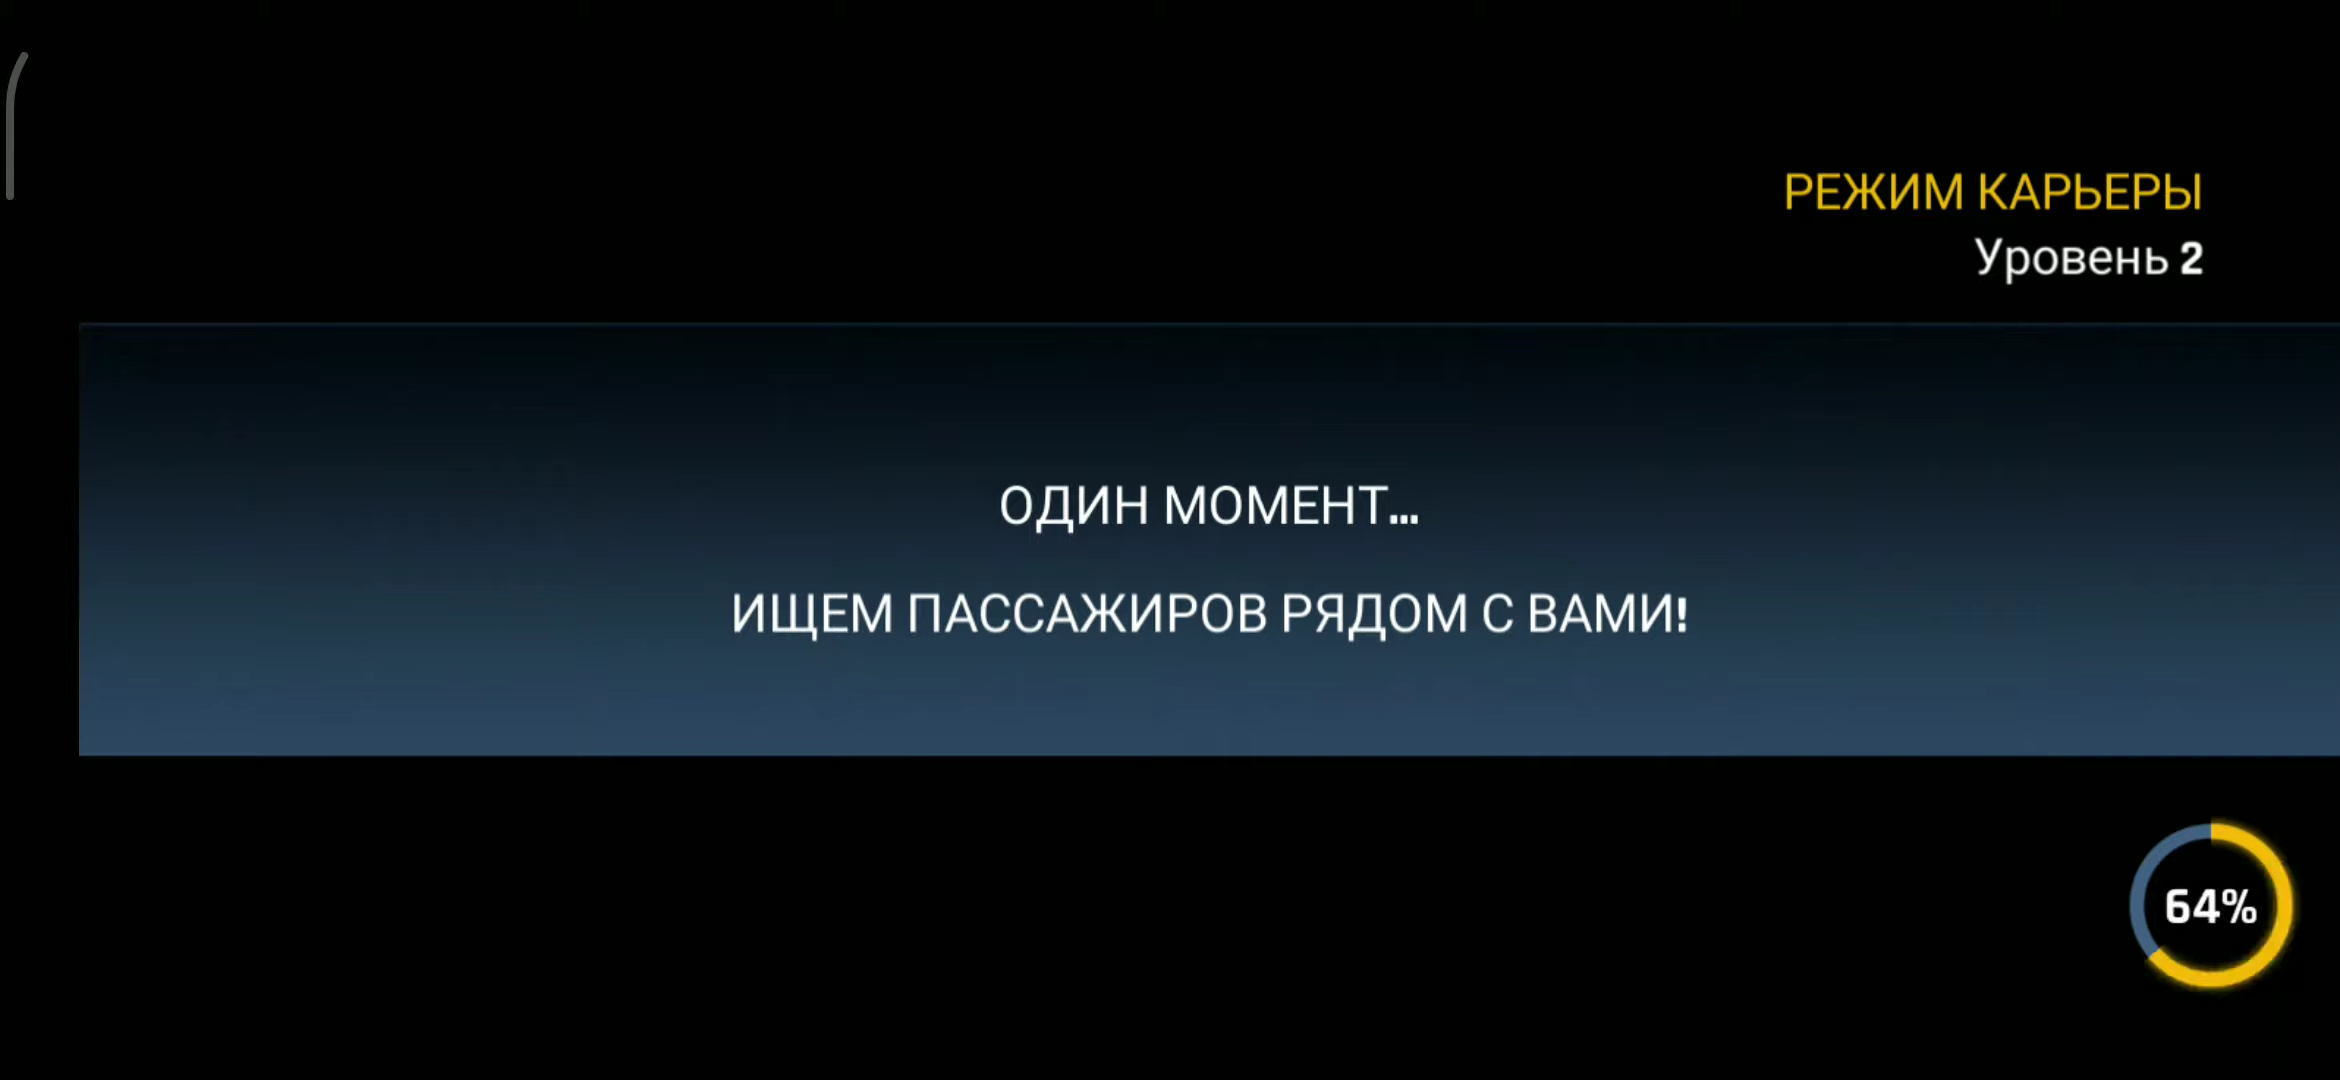 РЕЖИМ КАРЬЕРЫ
Уровень 2
ОДИН МОМЕНТ...
ИЩЕМ ПАССАЖИРОВ РЯДОМ С ВАМИ!
64%